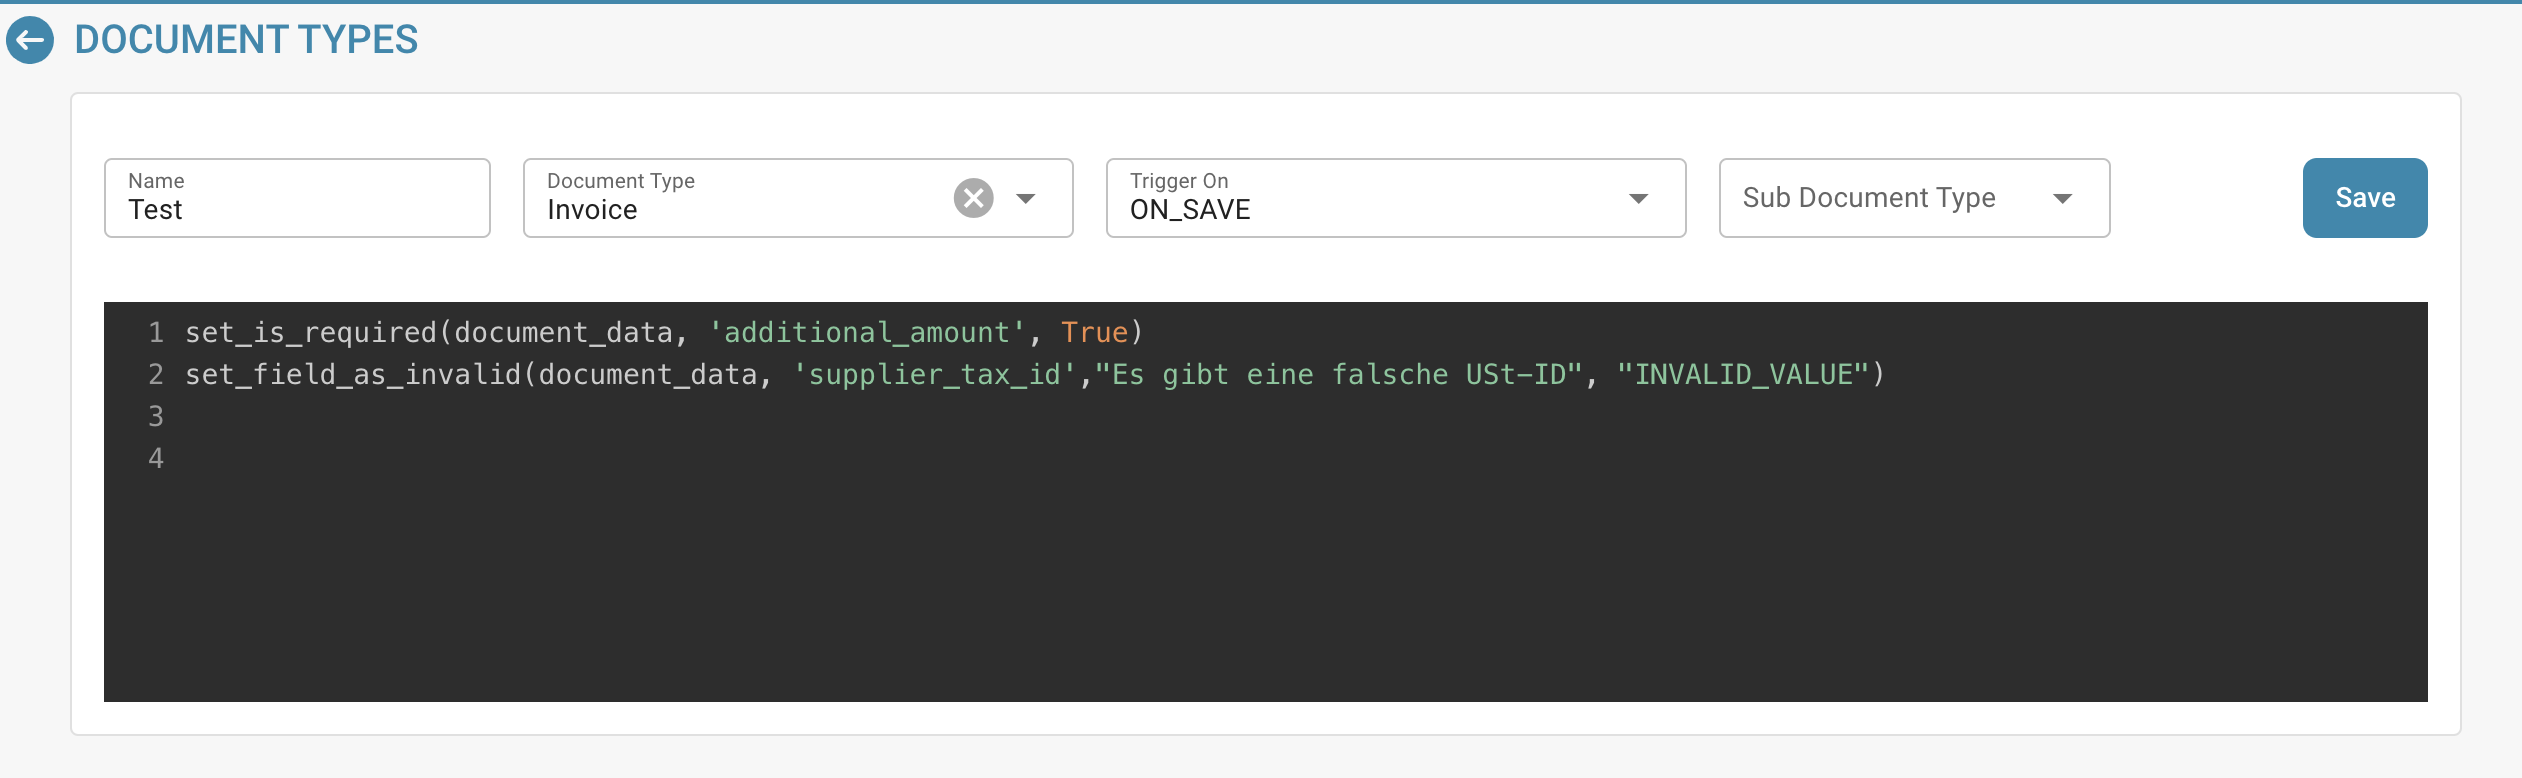 DOCUMENT TYPES
Name
Test
Document Type
Invoice
Trigger On
ON_SAVE
Sub Document Type
Save
1 set_is_required(document_data, 'additional_amount', True)
2 set_field_as_invalid(document_data, 'supplier_tax_id',"Es gibt eine falsche USt-ID", "INVALID_VALUE")
3
4